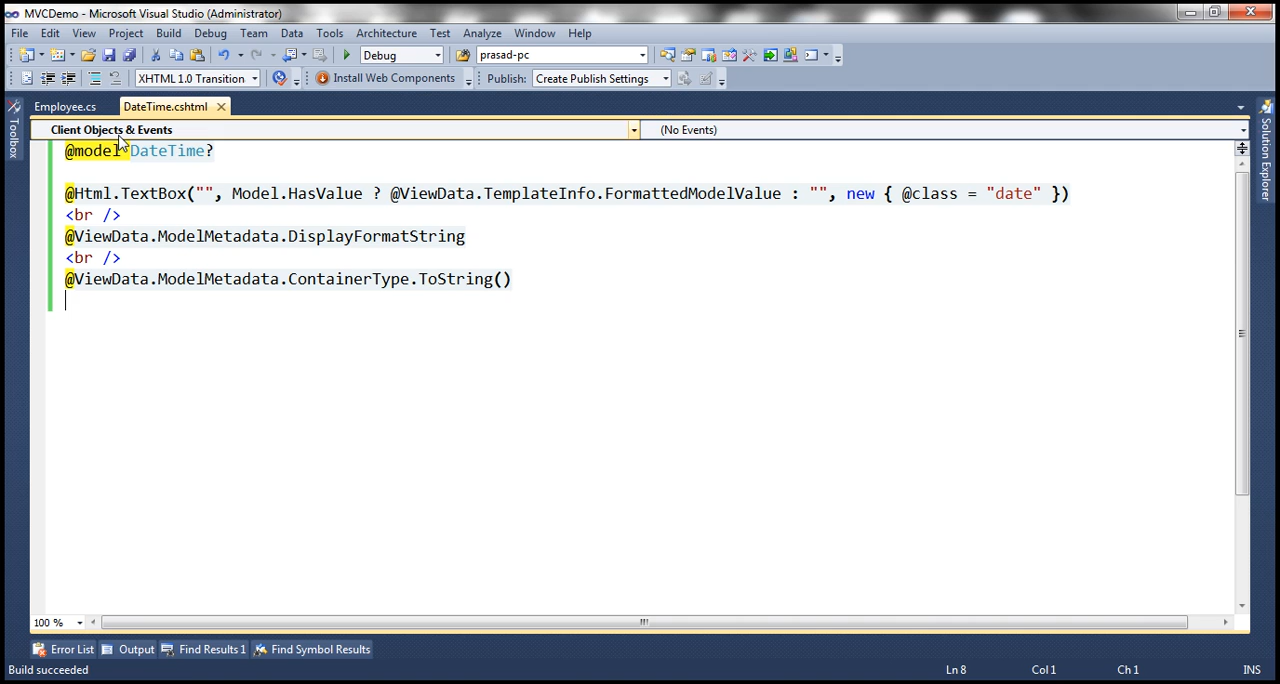 MVCDemo - Microsoft Visual Studio (Administrator)
File Edit View Project Build Debug Team Data Tools Architecture Test Analyze Window Help
Debug prasad-pc
XHTML 1.0 Transition Install Web Components Publish: Create Publish Settings
Employee.cs DateTime.cshtml
Client Objects & Events (No Events)
Toolbox
Solution Explorer
@model DateTime?
@Html.TextBox("", Model.HasValue ? @ViewData.TemplateInfo.FormattedModelValue : "", new { @class = "date" })
<br />
@ViewData.ModelMetadata.DisplayFormatString
<br />
@ViewData.ModelMetadata.ContainerType.ToString()
100 %
Error List Output Find Results 1 Find Symbol Results
Build succeeded Ln 8 Col 1 Ch 1 INS